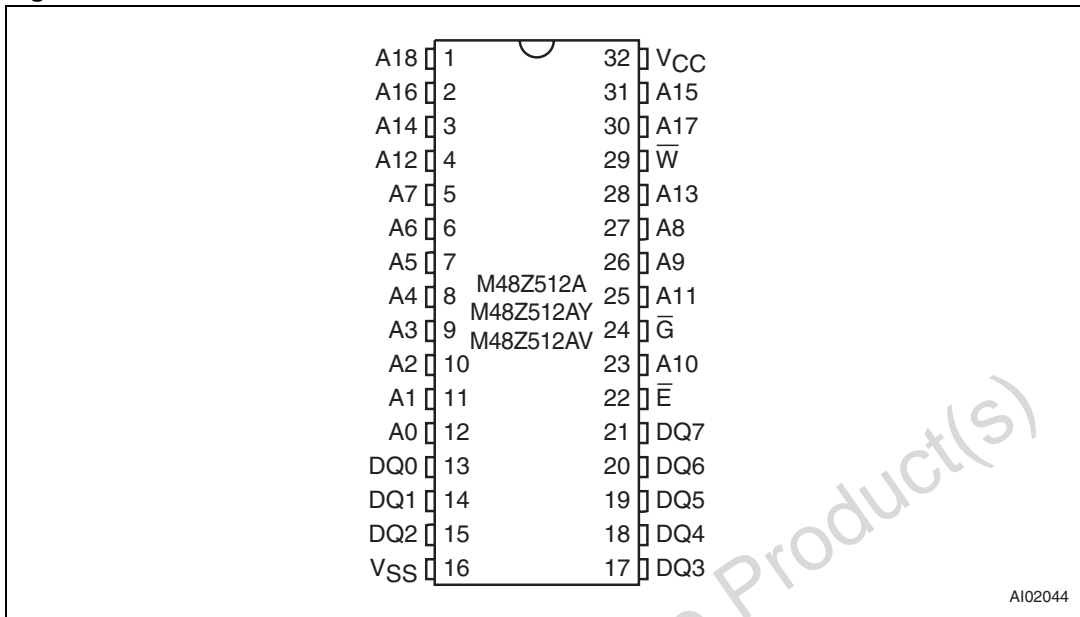 A18 1 32 VCC
A16 2 31 A15
A14 3 30 A17
A12 4 29 W̅
A7 5 28 A13
A6 6 27 A8
A5 7 26 A9
A4 8 M48Z512A 25 A11
M48Z512AY
A3 9 M48Z512AV 24 G̅
A2 10 23 A10
A1 11 22 E̅
A0 12 21 DQ7
DQ0 13 20 DQ6
DQ1 14 19 DQ5
DQ2 15 18 DQ4
VSS 16 17 DQ3
Product(s)
AI02044